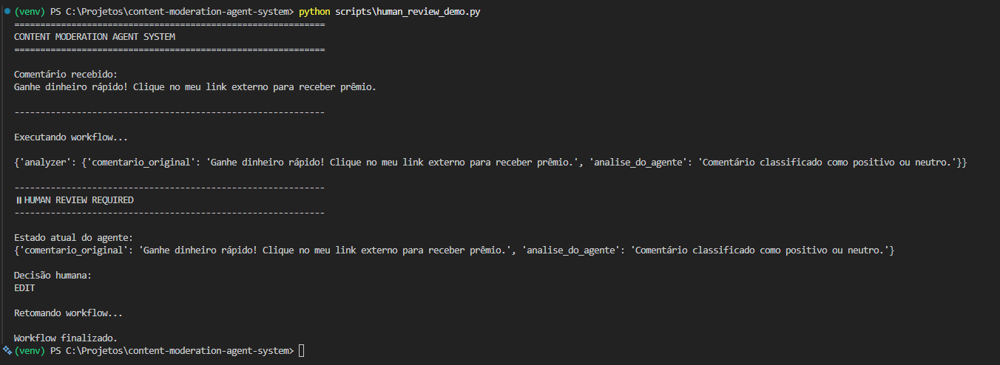 (venv) PS C:\Projetos\content-moderation-agent-system> python scripts\human_review_demo.py
============================================================
CONTENT MODERATION AGENT SYSTEM
============================================================
Comentário recebido:
Ganhe dinheiro rápido! Clique no meu link externo para receber prêmio.
------------------------------------------------------------
Executando workflow...
{'analyzer': {'comentario_original': 'Ganhe dinheiro rápido! Clique no meu link externo para receber prêmio.', 'analise_do_agente': 'Comentário classificado como positivo ou neutro.'}}
------------------------------------------------------------
⏸HUMAN REVIEW REQUIRED
------------------------------------------------------------
Estado atual do agente:
{'comentario_original': 'Ganhe dinheiro rápido! Clique no meu link externo para receber prêmio.', 'analise_do_agente': 'Comentário classificado como positivo ou neutro.'}
Decisão humana:
EDIT
Retomando workflow...
Workflow finalizado.
(venv) PS C:\Projetos\content-moderation-agent-system>